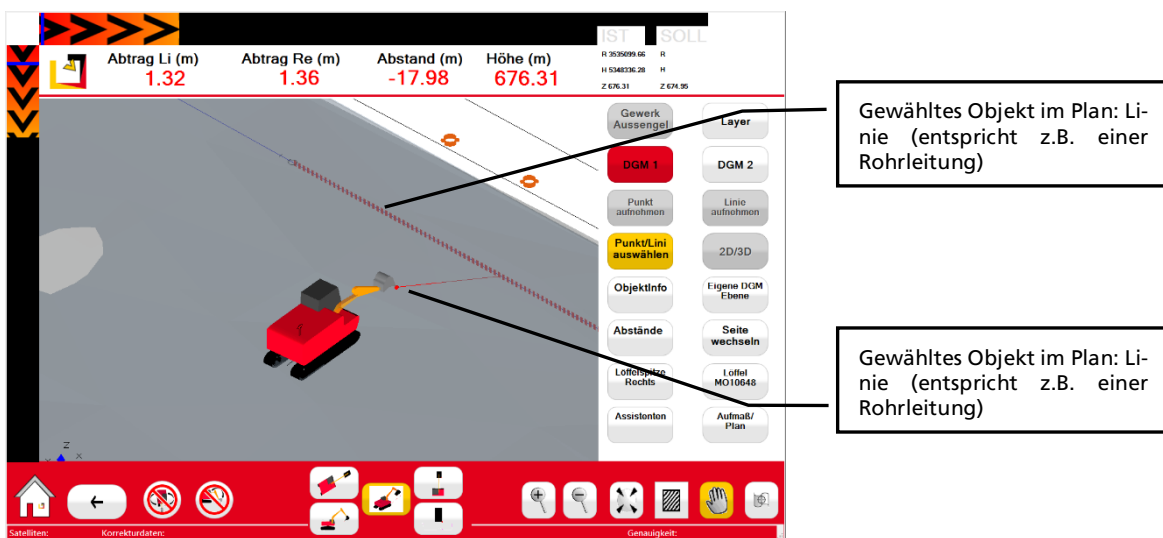 IST SOLL
Abtrag Li (m) Abtrag Re (m) Abstand (m) Höhe (m)
1.32 1.36 -17.98 676.31
R 3535099.66 R
H 5348336.28 H
Z 676.31 Z 674.95
Gewerk
Aussengel
Layer
DGM 1
DGM 2
Punkt
aufnehmen
Linie
aufnehmen
Punkt/Lini
auswählen
2D/3D
ObjektInfo
Eigene DGM
Ebene
Abstände
Seite
wechseln
Löffelspitze
Rechts
Löffel
MO10648
Assistenten
Aufmaß/
Plan
Z
X
Satelliten: Korrekturdaten: Genauigkeit:
Gewähltes Objekt im Plan: Li-
nie (entspricht z.B. einer
Rohrleitung)
Gewähltes Objekt im Plan: Li-
nie (entspricht z.B. einer
Rohrleitung)